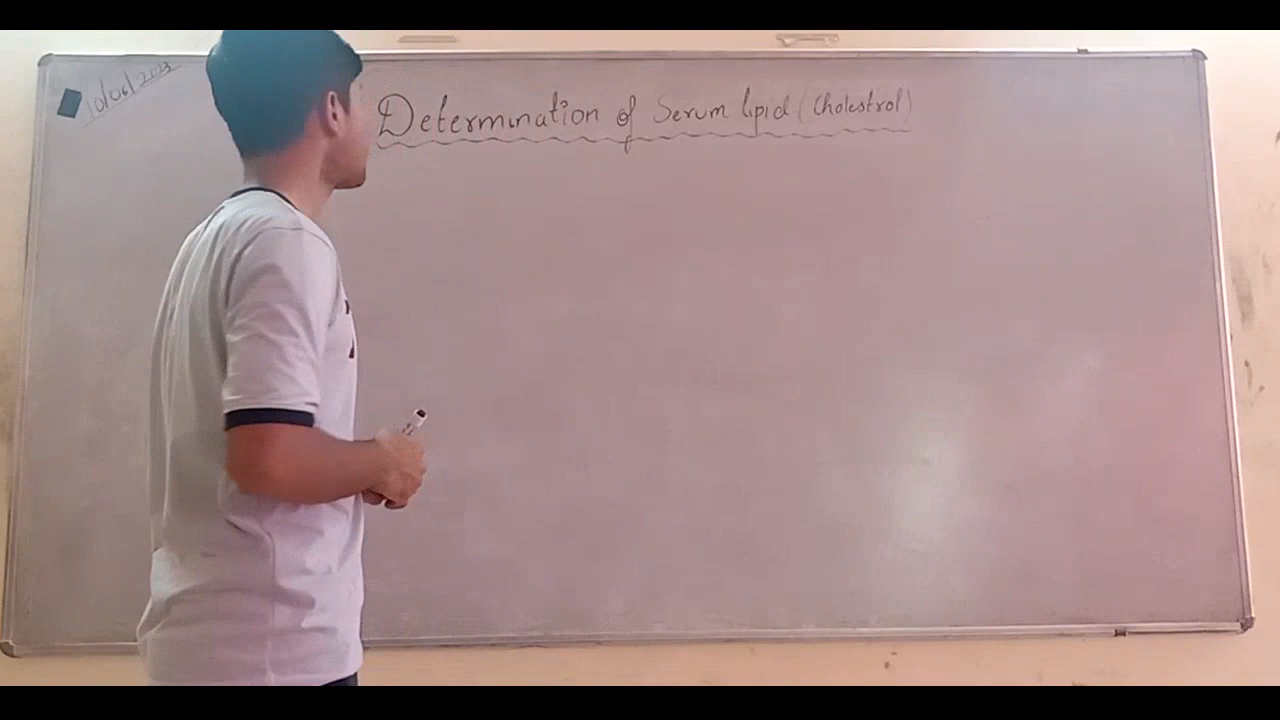 10/06/2023
Determination of Serum lipid (Cholestrol)